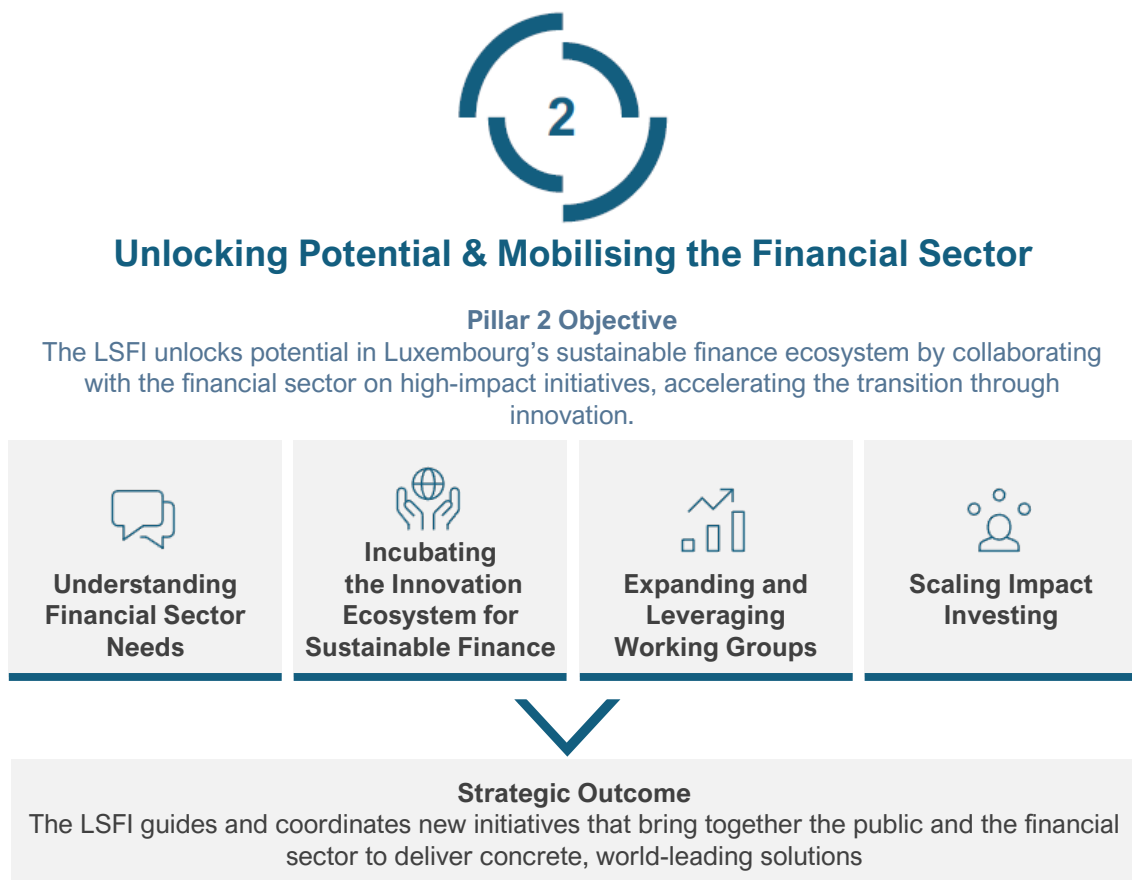 2
Unlocking Potential & Mobilising the Financial Sector
Pillar 2 Objective
The LSFI unlocks potential in Luxembourg’s sustainable finance ecosystem by collaborating
with the financial sector on high-impact initiatives, accelerating the transition through
innovation.
Understanding
Financial Sector
Needs
Incubating
the Innovation
Ecosystem for
Sustainable Finance
Expanding and
Leveraging
Working Groups
Scaling Impact
Investing
Strategic Outcome
The LSFI guides and coordinates new initiatives that bring together the public and the financial
sector to deliver concrete, world-leading solutions